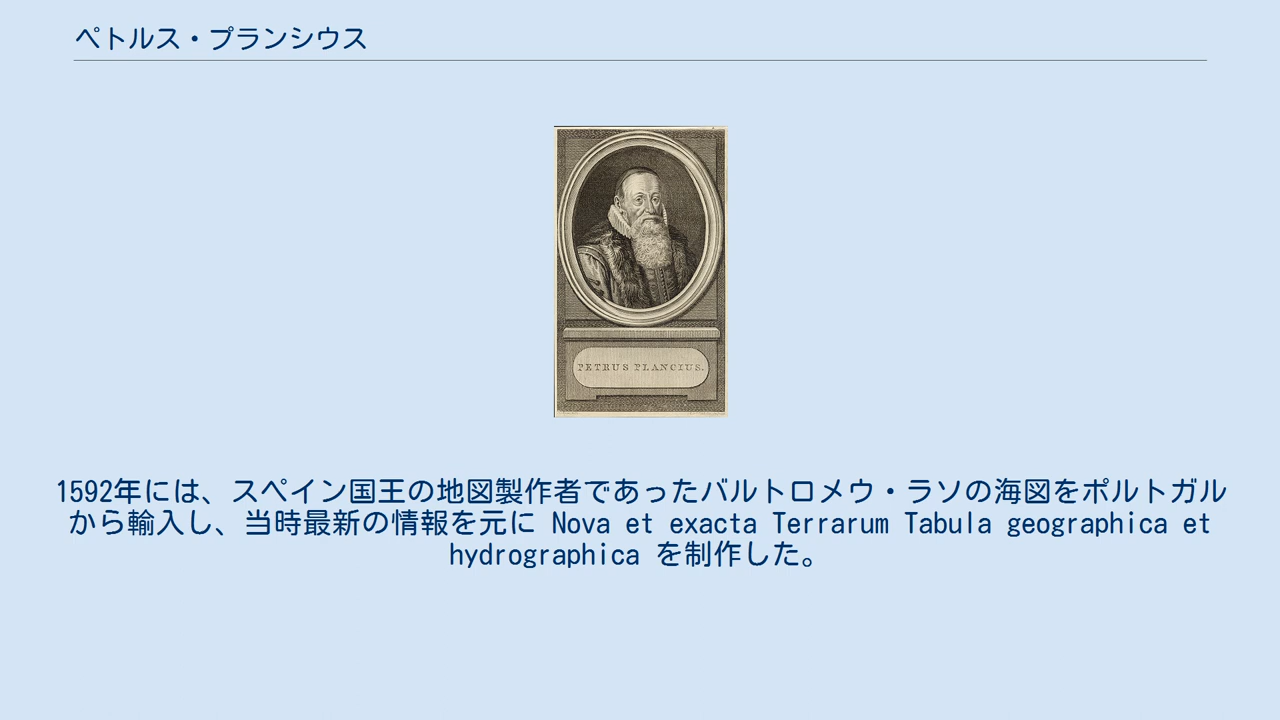 ペトルス・プランシウス
PETRUS PLANCIUS.
1592年には、スペイン国王の地図製作者であったバルトロメウ・ラソの海図をポルトガル
から輸入し、当時最新の情報を元に Nova et exacta Terrarum Tabula geographica et
hydrographica を制作した。